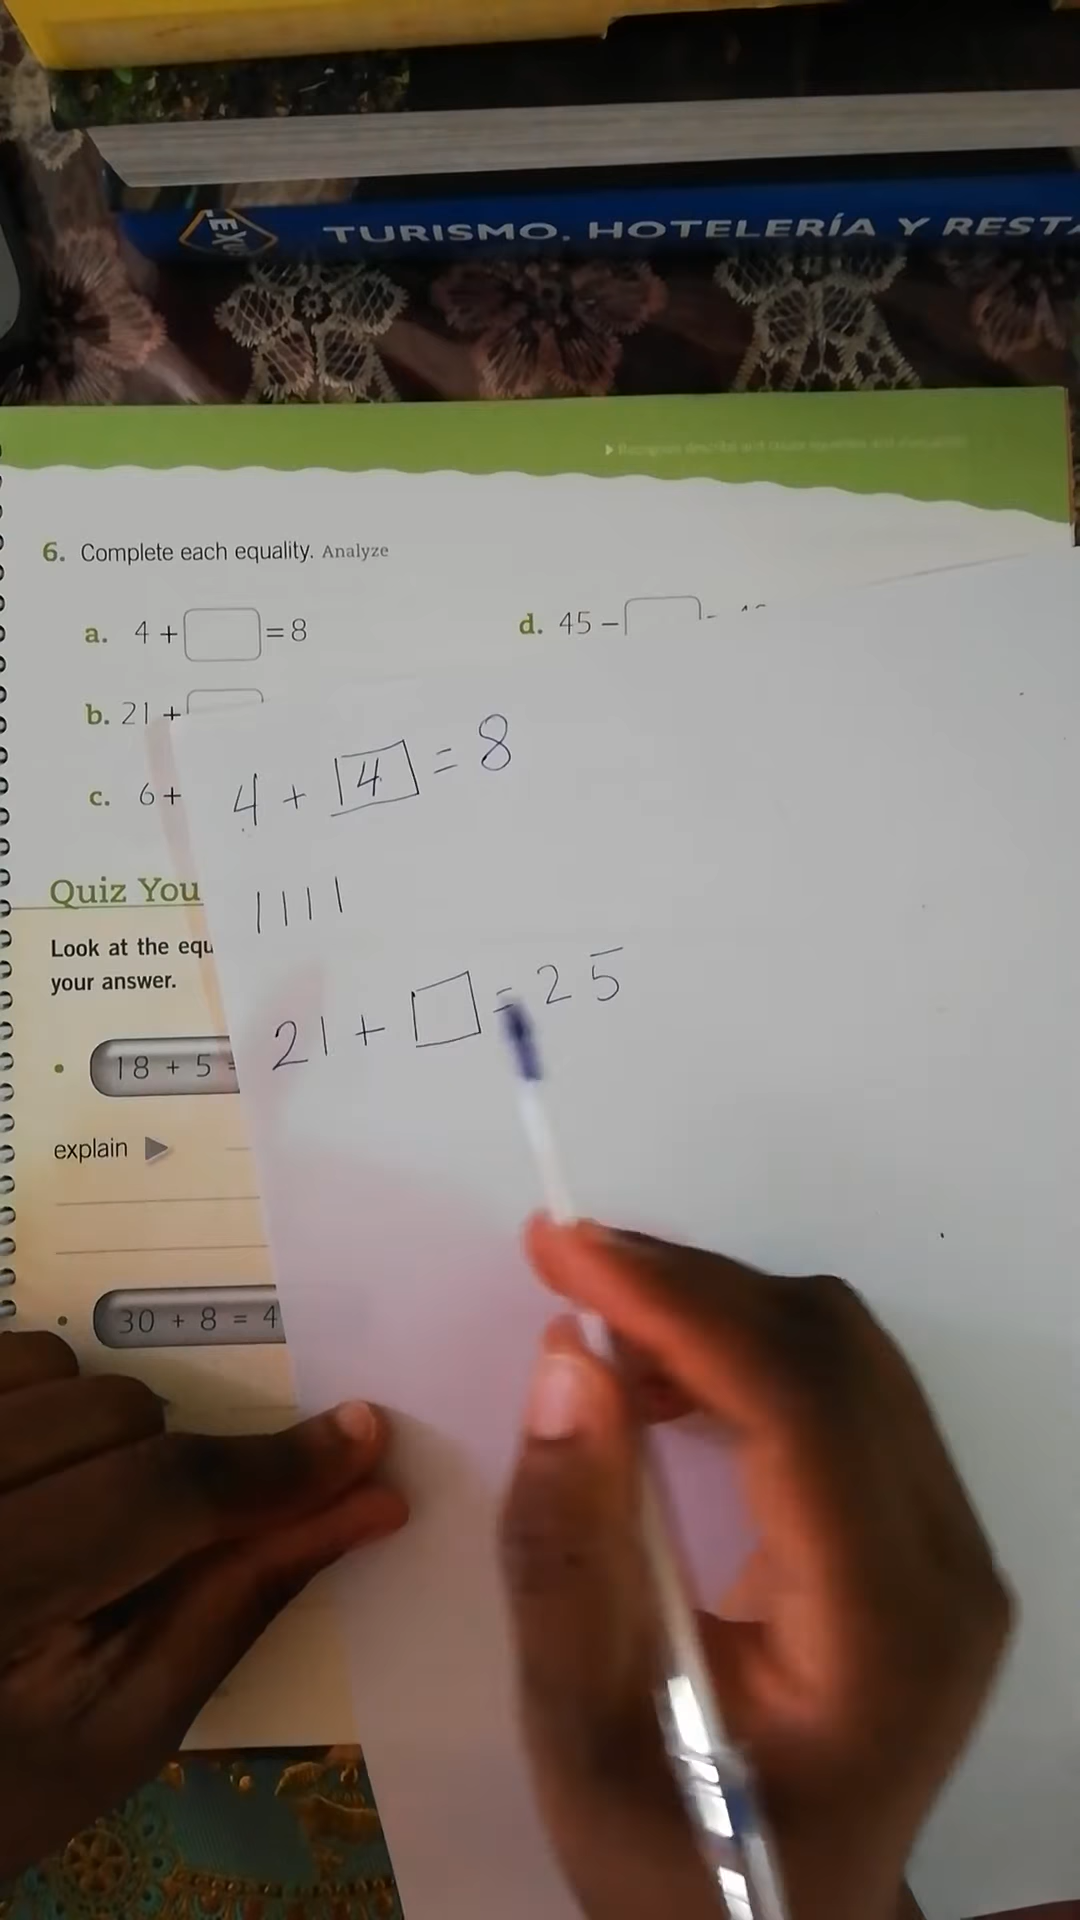 TURISMO, HOTELERÍA Y REST
6. Complete each equality. Analyze
a. 4 + = 8
d. 45 -
b. 21 +
c. 6 +
4 + 4 = 8
21 + = 25
Quiz You
Look at the equ
your answer.
18 + 5 =
explain
30 + 8 = 4